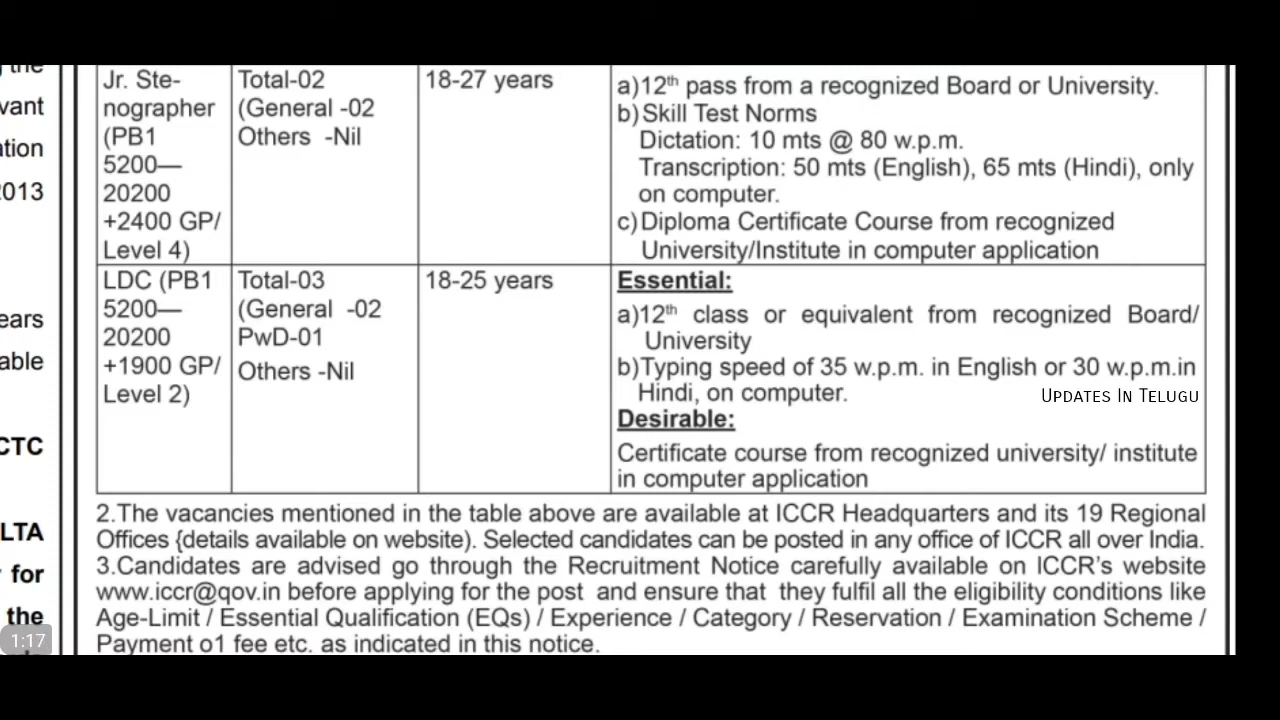 g the
vant
ation
2013
ears
able
CTC
LTA
y for
the
1:17
Jr. Ste-
nographer
(PB1
5200—
20200
+2400 GP/
Level 4)
Total-02
(General -02
Others -Nil
18-27 years
a)12th pass from a recognized Board or University.
b)Skill Test Norms
Dictation: 10 mts @ 80 w.p.m.
Transcription: 50 mts (English), 65 mts (Hindi), only
on computer.
c)Diploma Certificate Course from recognized
University/Institute in computer application
LDC (PB1
5200—
20200
+1900 GP/
Level 2)
Total-03
(General -02
PwD-01
Others -Nil
18-25 years
Essential:
a)12th class or equivalent from recognized Board/
University
b)Typing speed of 35 w.p.m. in English or 30 w.p.m.in
Hindi, on computer.
Updates In Telugu
Desirable:
Certificate course from recognized university/ institute
in computer application
2.The vacancies mentioned in the table above are available at ICCR Headquarters and its 19 Regional
Offices {details available on website). Selected candidates can be posted in any office of ICCR all over India.
3.Candidates are advised go through the Recruitment Notice carefully available on ICCR's website
www.iccr@qov.in before applying for the post and ensure that they fulfil all the eligibility conditions like
Age-Limit / Essential Qualification (EQs) / Experience / Category / Reservation / Examination Scheme /
Payment o1 fee etc. as indicated in this notice.